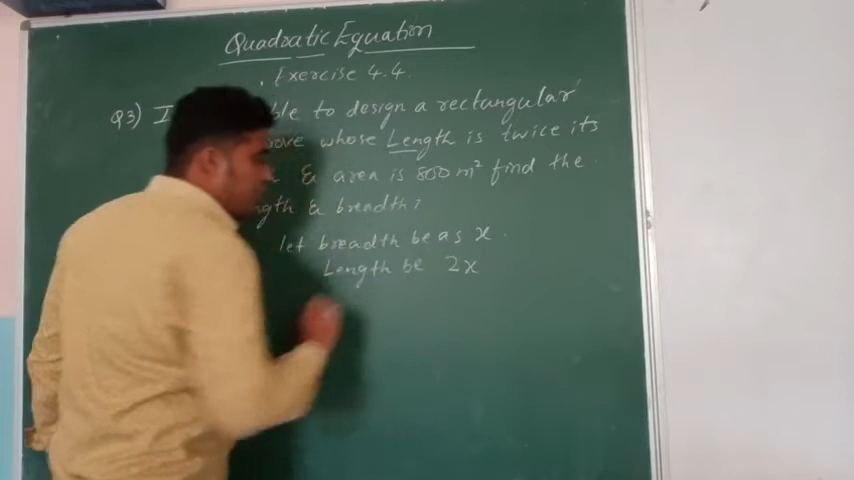 Quadratic Equation
Exercise 4.4.
Q3) I ble to design a rectangular
ove whose Length is twice its
& area is 800 m² find the
gth & breadth?
let breadth be as x.
Length be 2x